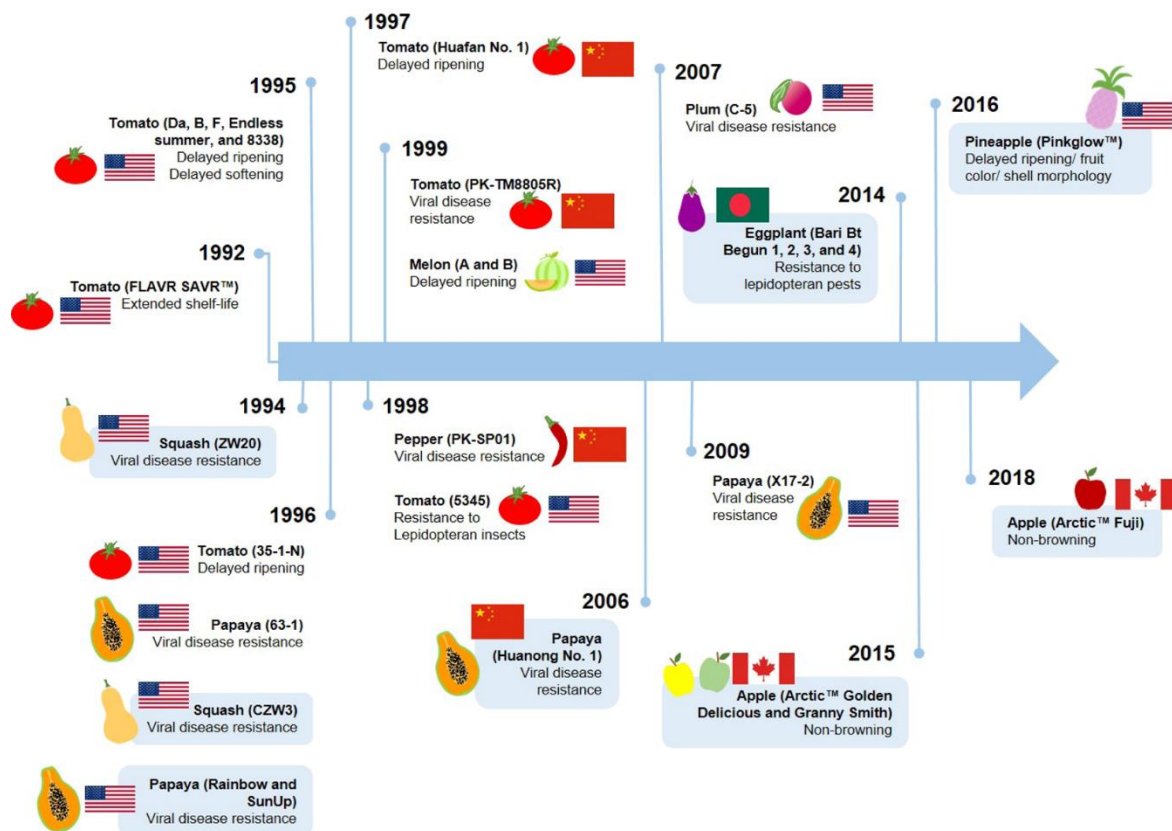 1997
Tomato (Huafan No. 1)
Delayed ripening
1995
Tomato (Da, B, F, Endless
summer, and 8338)
Delayed ripening
Delayed softening
2007
Plum (C-5)
Viral disease resistance
2016
Pineapple (Pinkglow™)
Delayed ripening/ fruit
color/ shell morphology
1999
Tomato (PK-TM8805R)
Viral disease
resistance
Melon (A and B)
Delayed ripening
2014
Eggplant (Bari Bt
Begun 1, 2, 3, and 4)
Resistance to
lepidopteran pests
1992
Tomato (FLAVR SAVR™)
Extended shelf-life
1994
Squash (ZW20)
Viral disease resistance
1998
Pepper (PK-SP01)
Viral disease resistance
Tomato (5345)
Resistance to
Lepidopteran insects
2009
Papaya (X17-2)
Viral disease
resistance
2018
Apple (Arctic™ Fuji)
Non-browning
1996
Tomato (35-1-N)
Delayed ripening
Papaya (63-1)
Viral disease resistance
Squash (CZW3)
Viral disease resistance
Papaya (Rainbow and
SunUp)
Viral disease resistance
2006
Papaya
(Huanong No. 1)
Viral disease
resistance
2015
Apple (Arctic™ Golden
Delicious and Granny Smith)
Non-browning